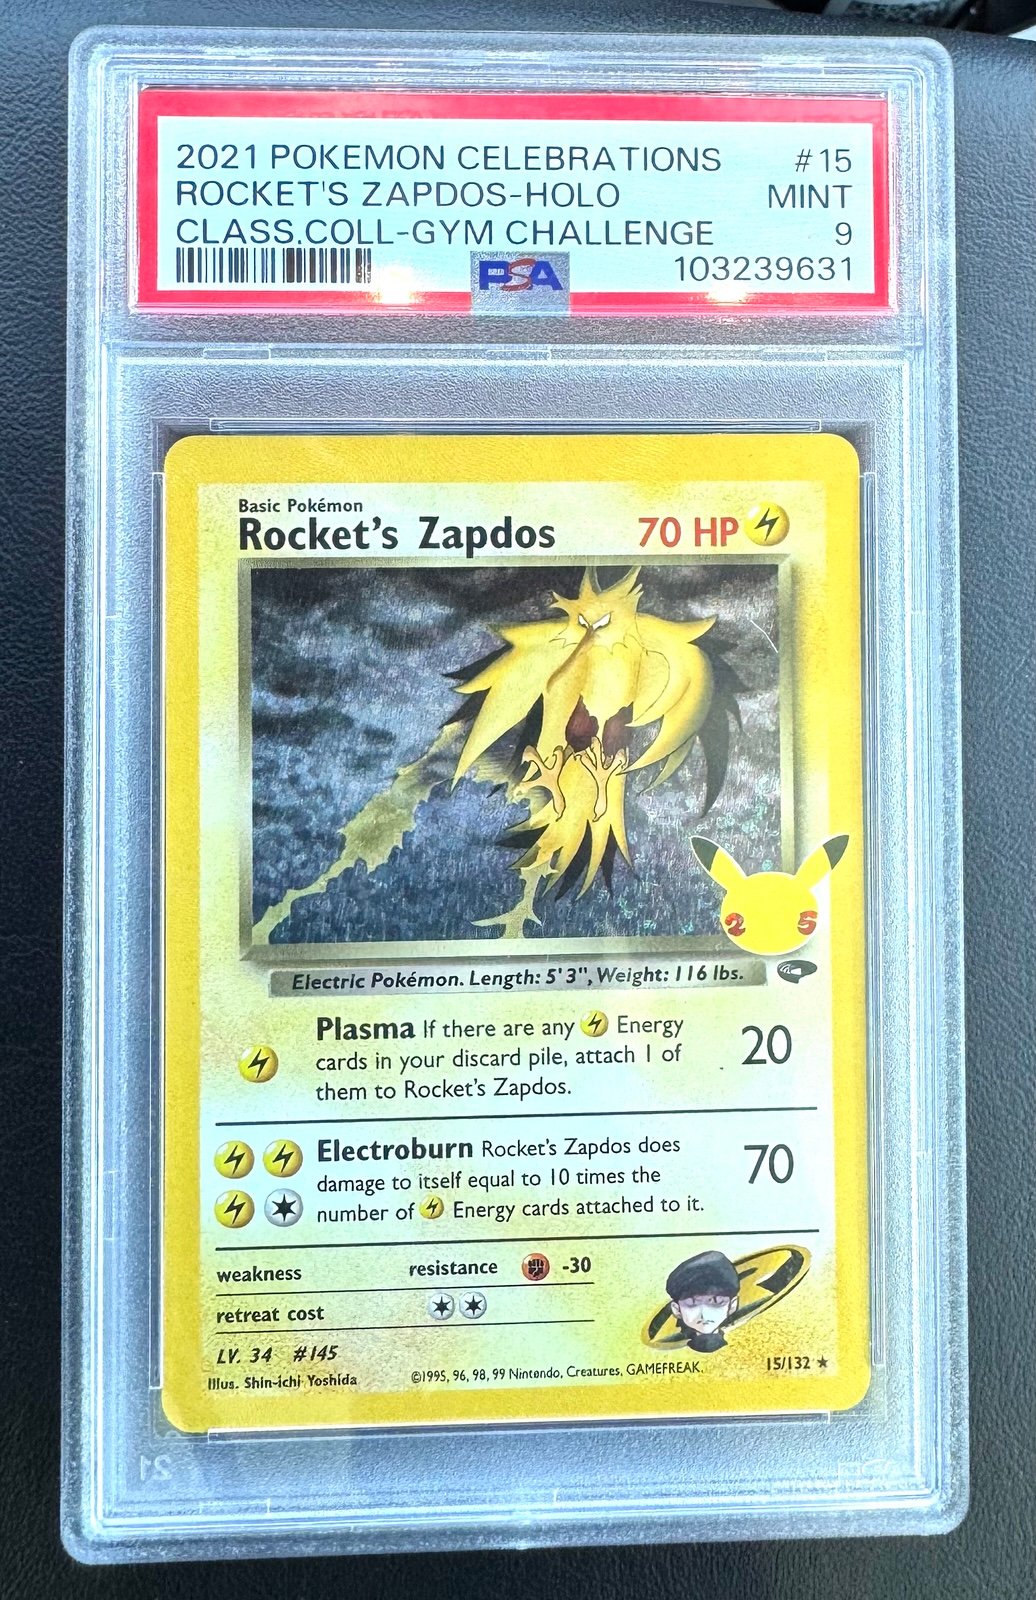 2021 POKEMON CELEBRATIONS #15
ROCKET'S ZAPDOS-HOLO MINT
CLASS.COLL-GYM CHALLENGE 9
PSA 103239631
Basic Pokémon
Rocket's Zapdos 70 HP
25
Electric Pokémon. Length: 5'3", Weight: 116 lbs.
Plasma If there are any Energy
cards in your discard pile, attach 1 of
them to Rocket's Zapdos.
20
Electroburn Rocket's Zapdos does
damage to itself equal to 10 times the
number of Energy cards attached to it.
70
weakness resistance -30
retreat cost
LV. 34 #145
Illus. Shin-ichi Yoshida ©1995, 96, 98, 99 Nintendo, Creatures, GAMEFREAK. 15/132 ★